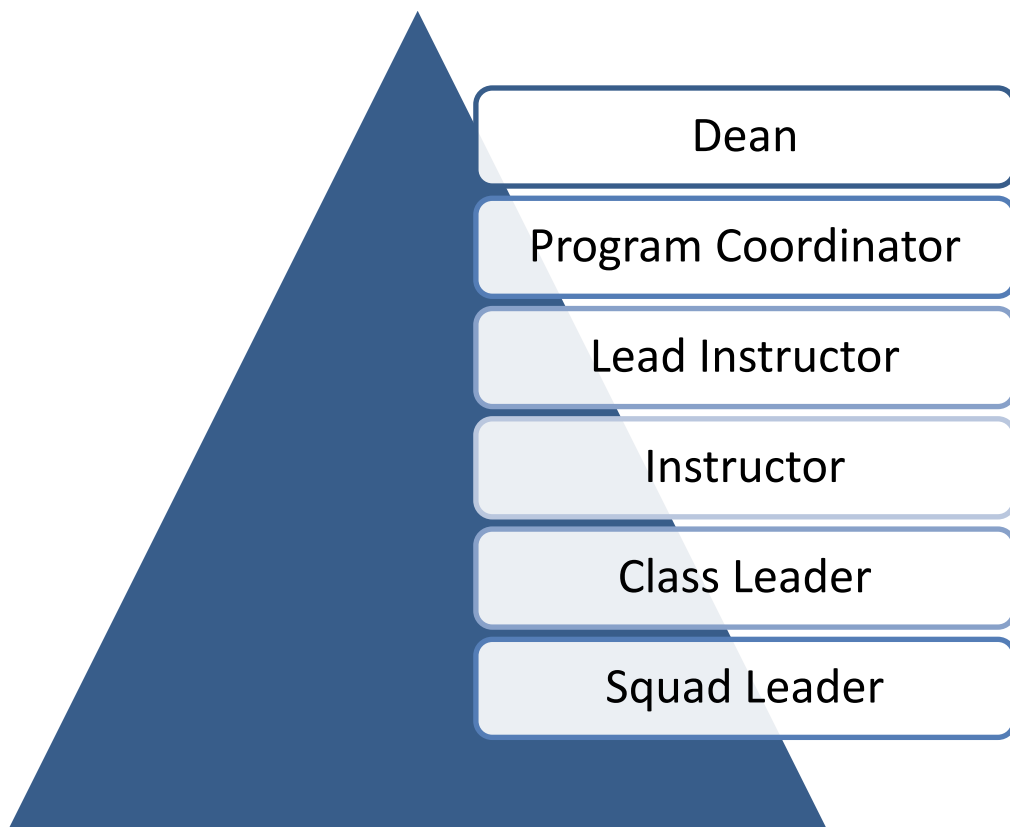 Dean
Program Coordinator
Lead Instructor
Instructor
Class Leader
Squad Leader